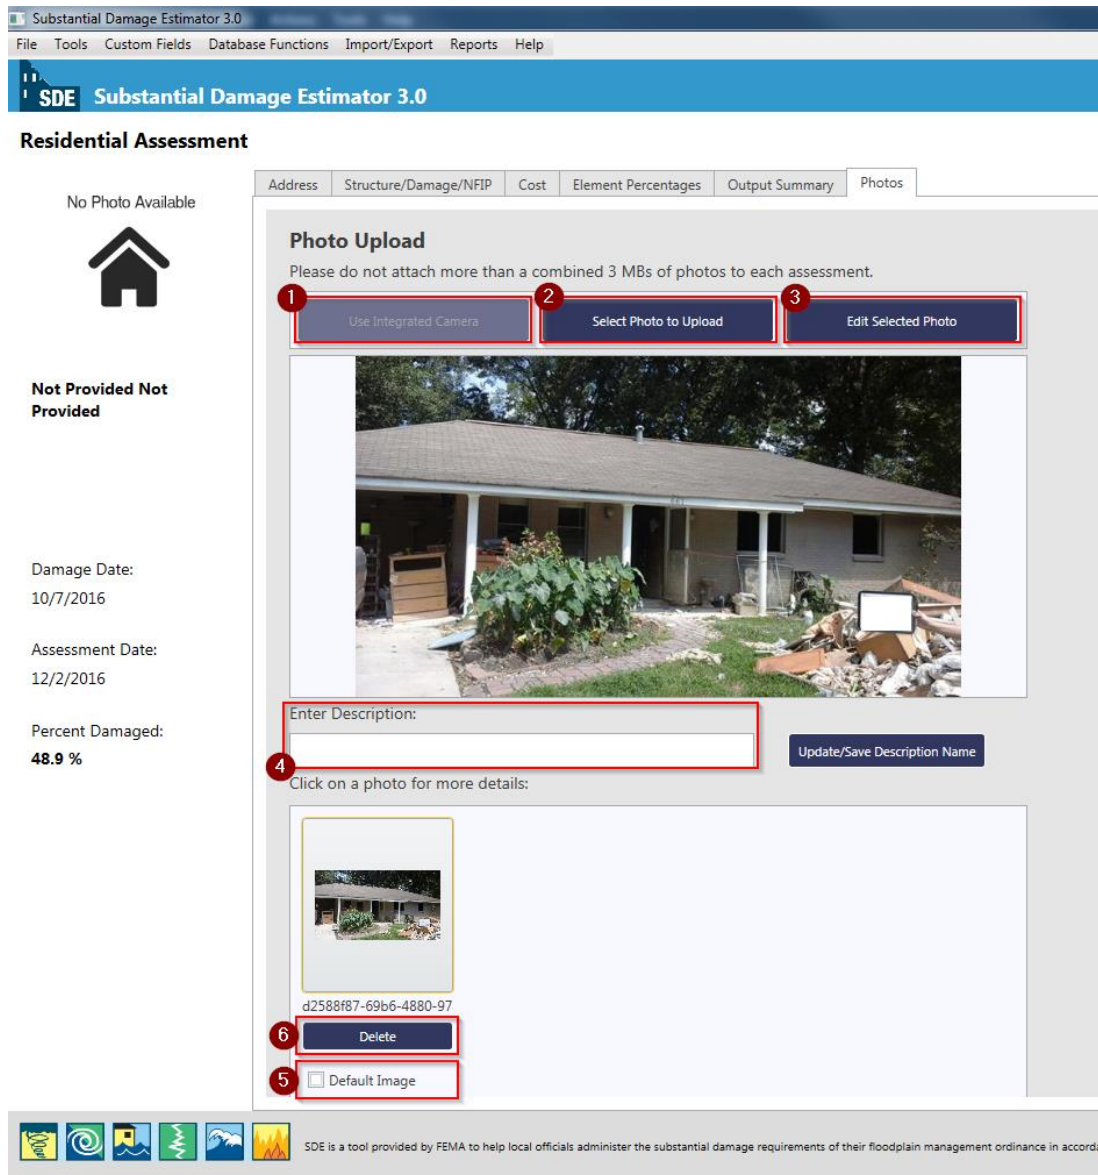 Substantial Damage Estimator 3.0
File Tools Custom Fields Database Functions Import/Export Reports Help
SDE Substantial Damage Estimator 3.0
Residential Assessment
No Photo Available
Address Structure/Damage/NFIP Cost Element Percentages Output Summary Photos
Photo Upload
Please do not attach more than a combined 3 MBs of photos to each assessment.
1 2 3
Use Integrated Camera Select Photo to Upload Edit Selected Photo
Not Provided Not
Provided
Damage Date:
10/7/2016
Assessment Date:
12/2/2016
Percent Damaged:
48.9 %
Enter Description:
Update/Save Description Name
4
Click on a photo for more details:
d2588f87-69b6-4880-97
6 Delete
5 Default Image
SDE is a tool provided by FEMA to help local officials administer the substantial damage requirements of their floodplain management ordinance in accorda